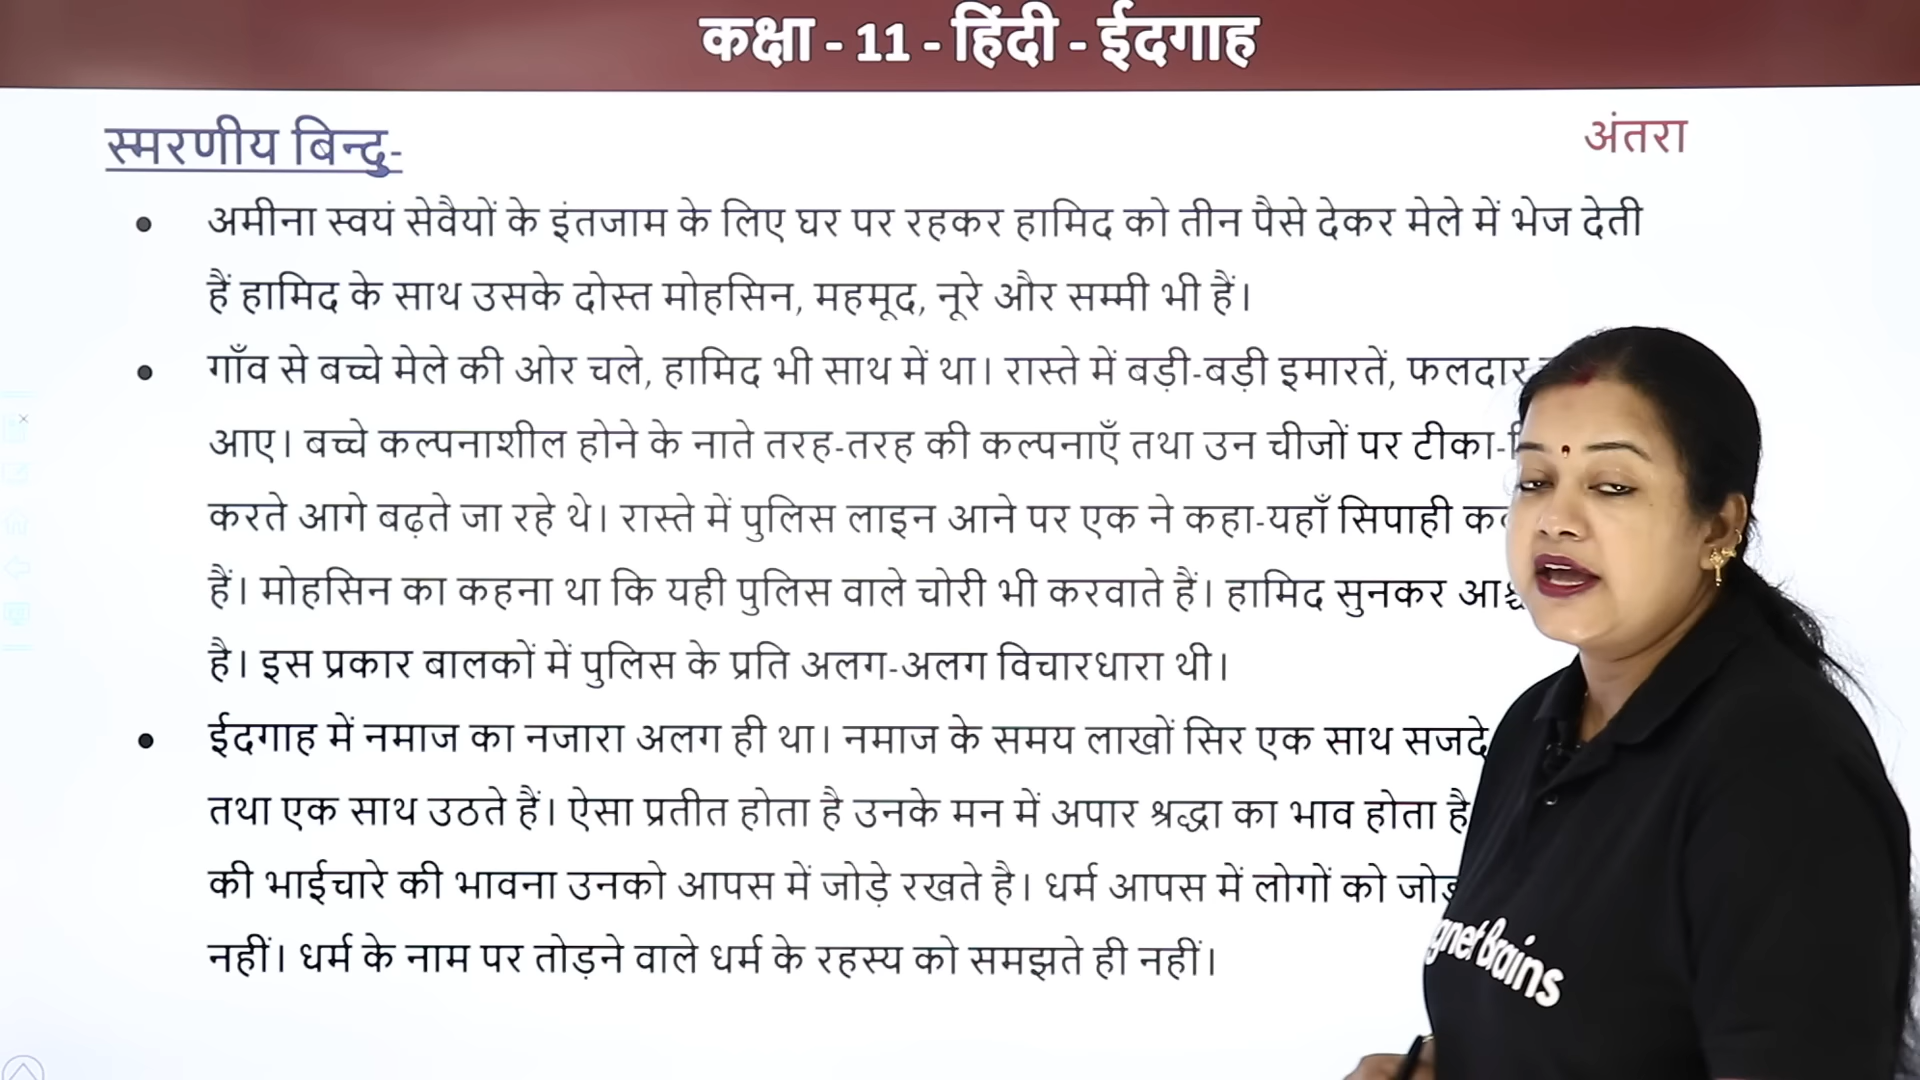 कक्षा - 11 - हिंदी - ईदगाह
स्मरणीय बिन्दु-
अंतरा
• अमीना स्वयं सेवैयों के इंतजाम के लिए घर पर रहकर हामिद को तीन पैसे देकर मेले में भेज देती
हैं हामिद के साथ उसके दोस्त मोहसिन, महमूद, नूरे और सम्मी भी हैं।
• गाँव से बच्चे मेले की ओर चले, हामिद भी साथ में था। रास्ते में बड़ी-बड़ी इमारतें, फलदार
आए। बच्चे कल्पनाशील होने के नाते तरह-तरह की कल्पनाएँ तथा उन चीजों पर टीका-
करते आगे बढ़ते जा रहे थे। रास्ते में पुलिस लाइन आने पर एक ने कहा-यहाँ सिपाही
हैं। मोहसिन का कहना था कि यही पुलिस वाले चोरी भी करवाते हैं। हामिद सुनकर
है। इस प्रकार बालकों में पुलिस के प्रति अलग-अलग विचारधारा थी।
• ईदगाह में नमाज का नजारा अलग ही था। नमाज के समय लाखों सिर एक साथ सजदे
तथा एक साथ उठते हैं। ऐसा प्रतीत होता है उनके मन में अपार श्रद्धा का भाव होता है
की भाईचारे की भावना उनको आपस में जोड़े रखते है। धर्म आपस में लोगों को
नहीं। धर्म के नाम पर तोड़ने वाले धर्म के रहस्य को समझते ही नहीं।
gnet Brains